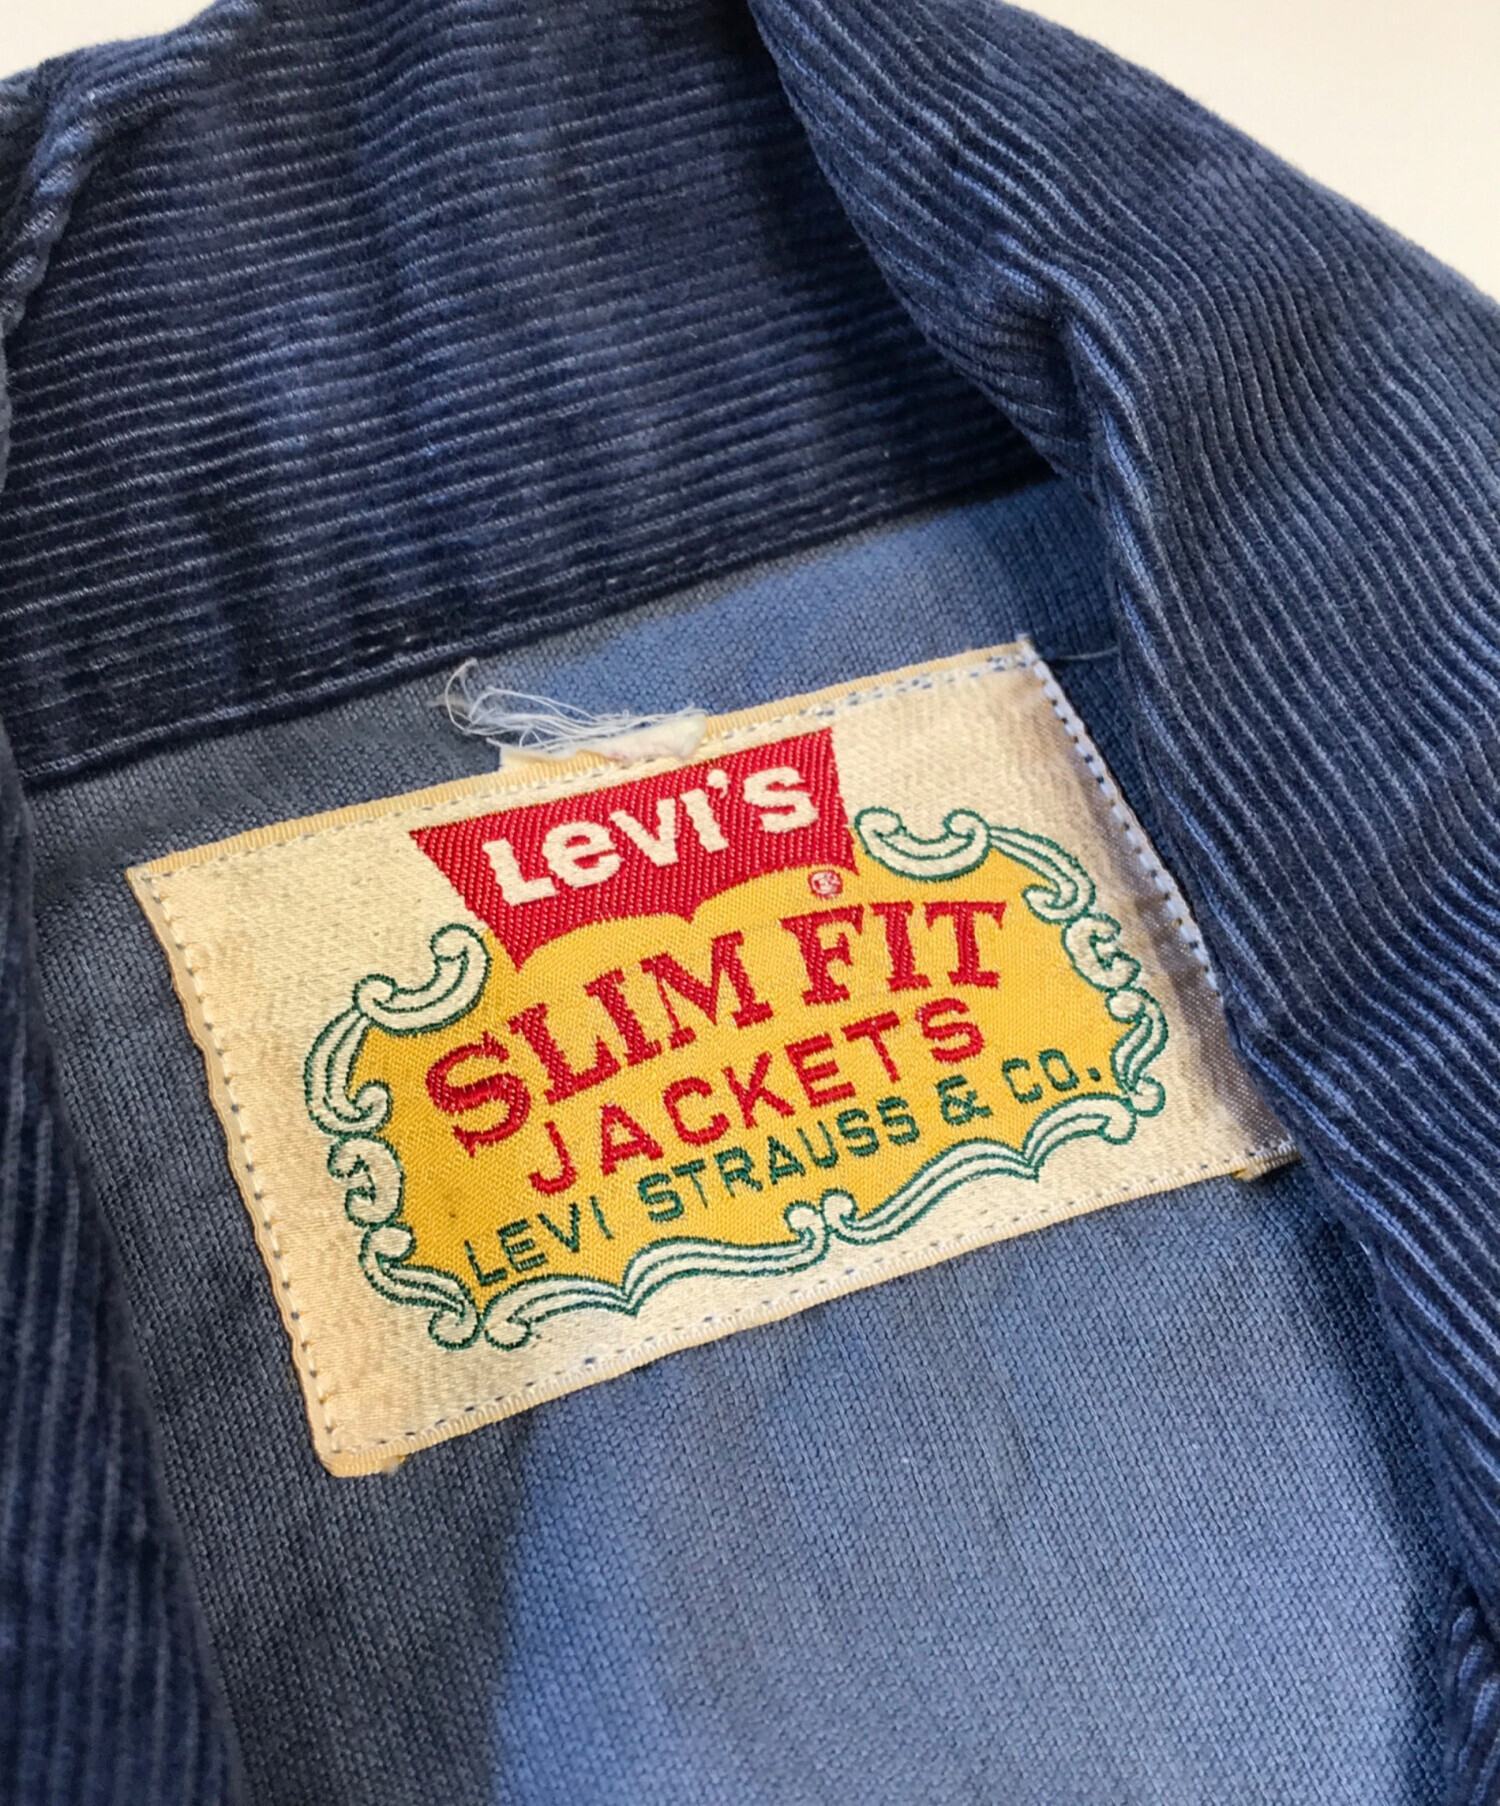 Levi's
®
SLIM FIT
JACKETS
LEVI STRAUSS & CO.